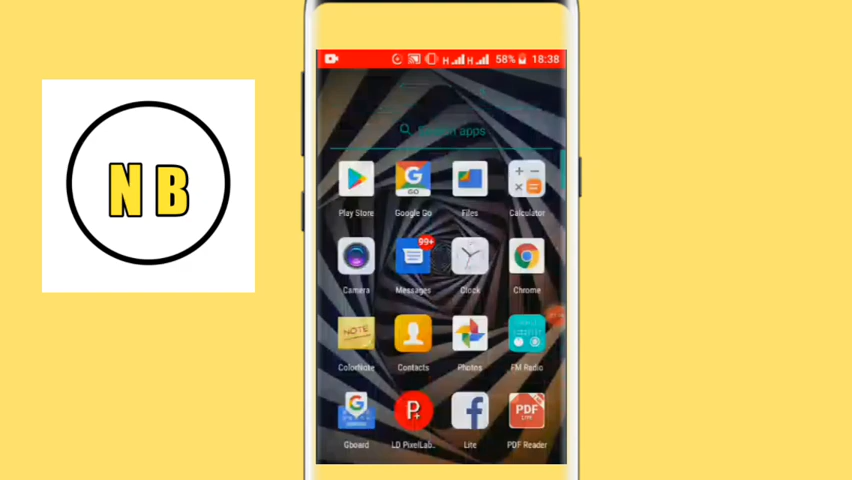 N B
H H 58% 18:38
Search apps
GO
Play Store Google Go Files Calculator
99+
Camera Messages Clock Chrome
NOTE
ColorNote Contacts Photos FM Radio
P+
PDF
Gboard LD PixelLab.. Lite PDF Reader